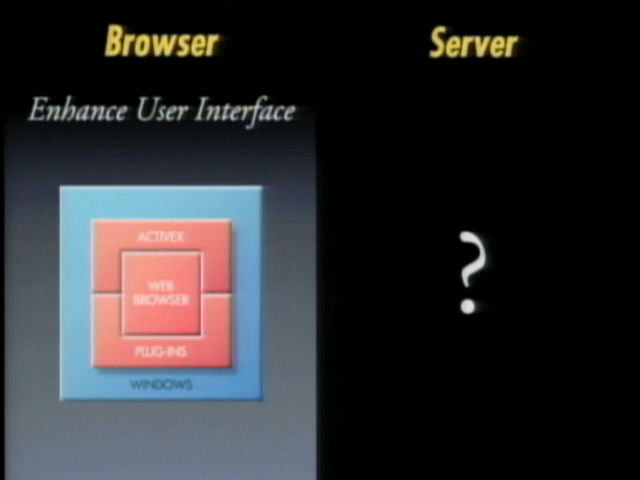 Browser
Server
Enhance User Interface
ACTIVEX
WEB
BROWSER
PLUG-INS
WINDOWS
?